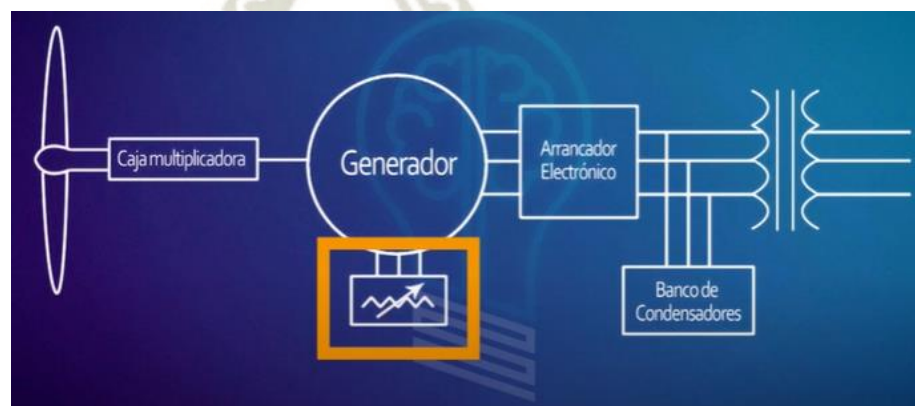 Caja multiplicadora
Generador
Arrancador
Electrónico
Banco de
Condensadores